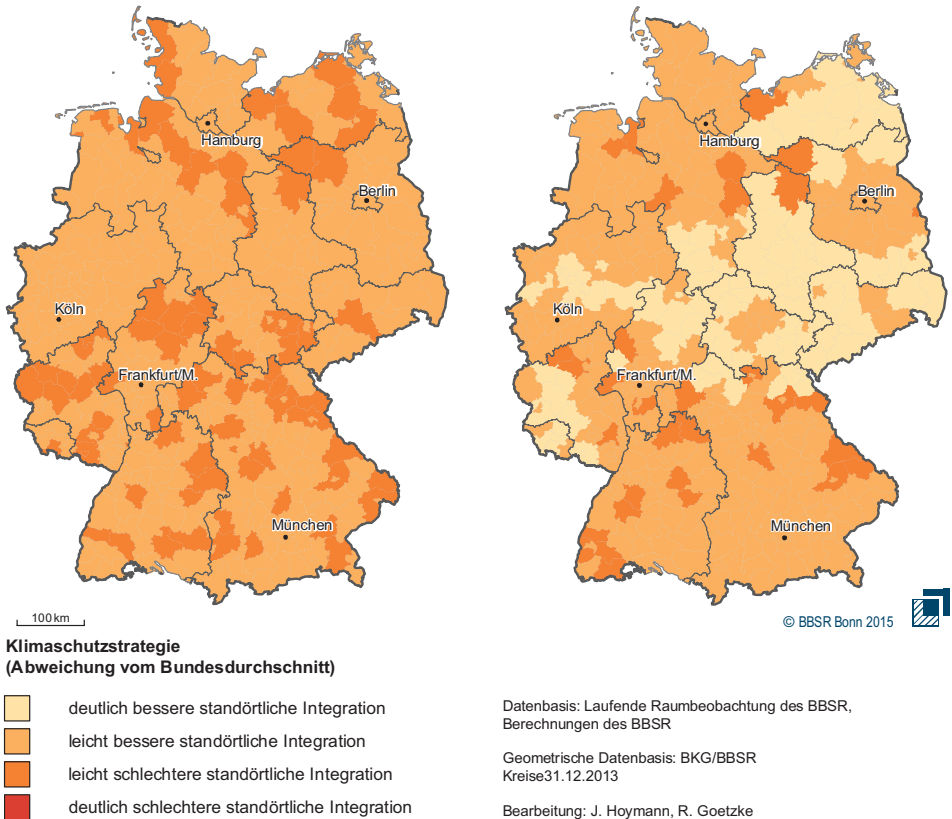 Hamburg
Berlin
Köln
Frankfurt/M.
München
Hamburg
Berlin
Köln
Frankfurt/M.
München
100 km
© BBSR Bonn 2015
Klimaschutzstrategie
(Abweichung vom Bundesdurchschnitt)
deutlich bessere standörtliche Integration
leicht bessere standörtliche Integration
leicht schlechtere standörtliche Integration
deutlich schlechtere standörtliche Integration
Datenbasis: Laufende Raumbeobachtung des BBSR,
Berechnungen des BBSR
Geometrische Datenbasis: BKG/BBSR
Kreise31.12.2013
Bearbeitung: J. Hoymann, R. Goetzke